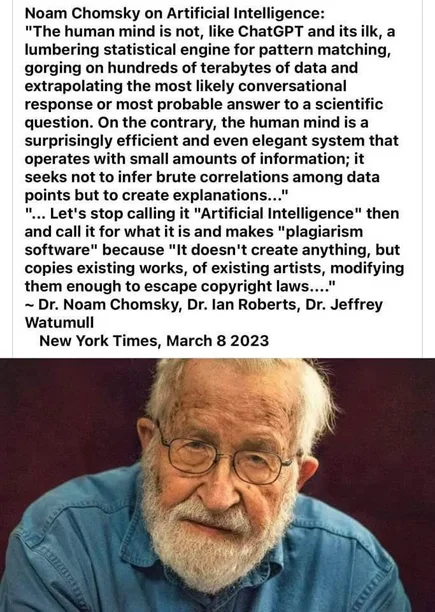 Noam Chomsky on Artificial Intelligence:
"The human mind is not, like ChatGPT and its ilk, a
lumbering statistical engine for pattern matching,
gorging on hundreds of terabytes of data and
extrapolating the most likely conversational
response or most probable answer to a scientific
question. On the contrary, the human mind is a
surprisingly efficient and even elegant system that
operates with small amounts of information; it
seeks not to infer brute correlations among data
points but to create explanations..."
"... Let's stop calling it "Artificial Intelligence" then
and call it for what it is and makes "plagiarism
software" because "It doesn't create anything, but
copies existing works, of existing artists, modifying
them enough to escape copyright laws...."
~ Dr. Noam Chomsky, Dr. Ian Roberts, Dr. Jeffrey
Watumull
New York Times, March 8 2023